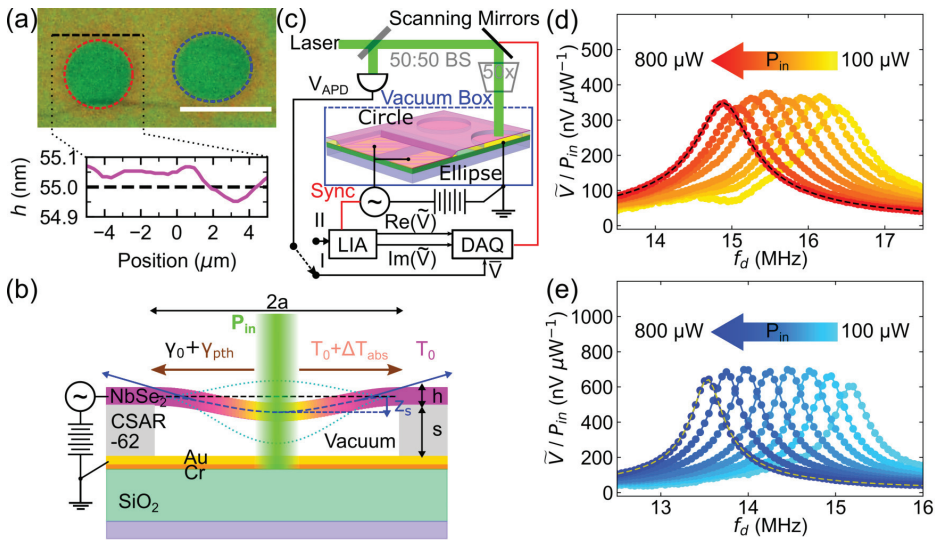 (a)
h (nm)
55.1
55.0
54.9
-4 -2 0 2 4
Position (μm)
(b)
2a
P_in
γ₀+γ_pth
T₀+ΔT_abs
T₀
NbSe₂
h
z_s
CSAR
-62
Vacuum
s
Au
Cr
SiO₂
(c)
Scanning Mirrors
Laser
50:50 BS
50x
V_APD
Vacuum Box
Circle
Ellipse
Sync
II
I
LIA
Re(Ṽ)
Im(Ṽ)
DAQ
V̄
(d)
Ṽ / P_in (nV μW⁻¹)
500
400
300
200
100
0
800 μW
P_in
100 μW
14 15 16 17
f_d (MHz)
(e)
Ṽ / P_in (nV μW⁻¹)
1000
800
600
400
200
0
800 μW
P_in
100 μW
13 14 15 16
f_d (MHz)